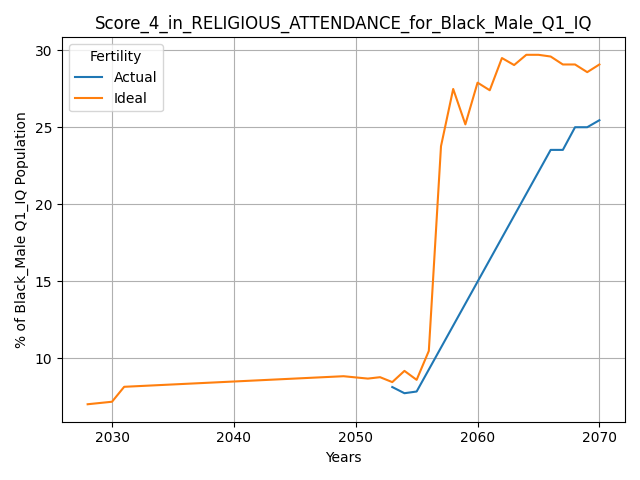 Score_4_in_RELIGIOUS_ATTENDANCE_for_Black_Male_Q1_IQ
Fertility
Actual
Ideal
30
25
20
15
10
% of Black_Male Q1_IQ Population
2030 2040 2050 2060 2070
Years